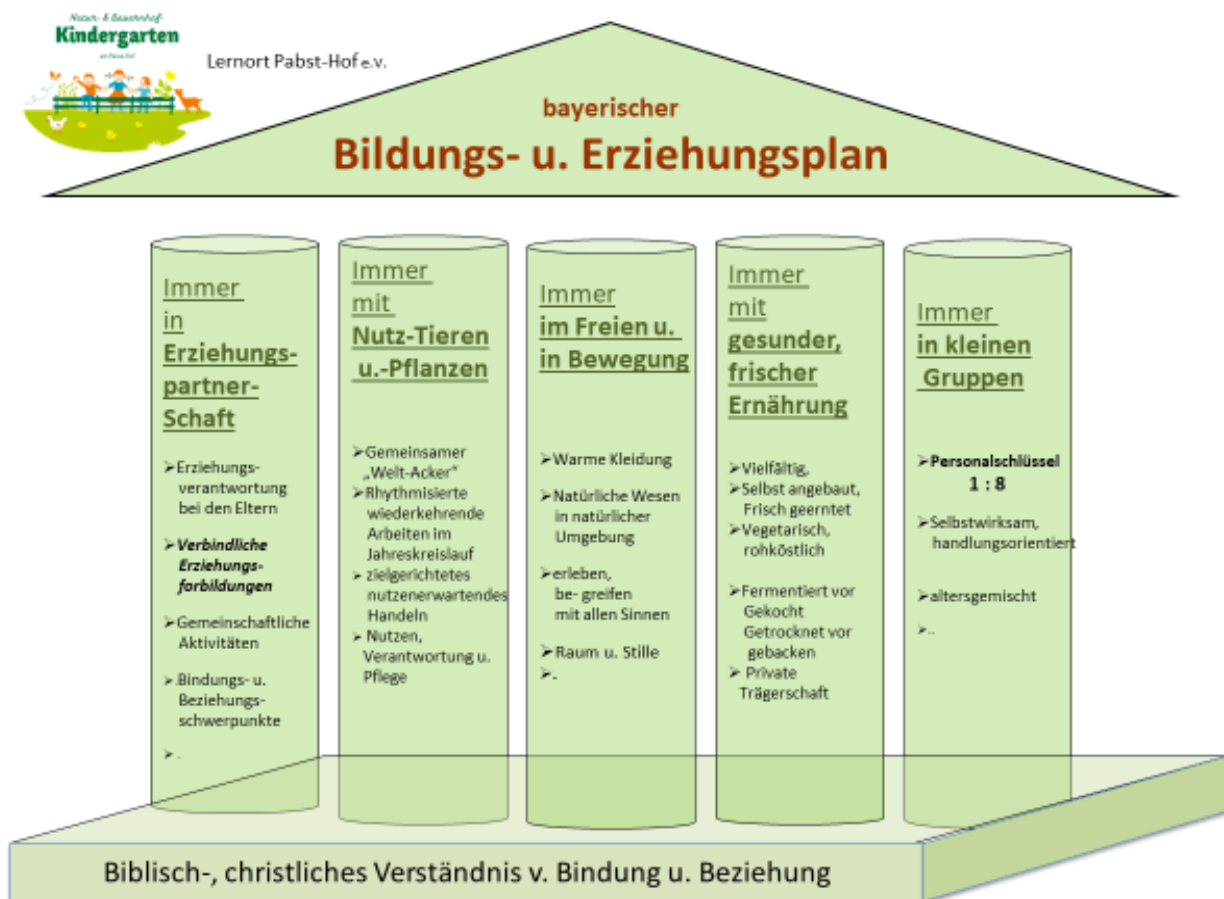 Natur- & Bauernhof-
Kindergarten
am Pabst-Hof
Lernort Pabst-Hof e.V.
bayerischer
Bildungs- u. Erziehungsplan
Immer
in
Erziehungs-
partner-
Schaft
➢Erziehungs-
verantwortung
bei den Eltern
➢Verbindliche
Erziehungs-
forbildungen
➢Gemeinschaftliche
Aktivitäten
➢Bindungs- u.
Beziehungs-
schwerpunkte
➢.
Immer
mit
Nutz-Tieren
u.-Pflanzen
➢Gemeinsamer
„Welt-Acker“
➢Rhythmisierte
wiederkehrende
Arbeiten im
Jahreskreislauf
➢ zielgerichtetes
nutzenerwartendes
Handeln
➢ Nutzen,
Verantwortung u.
Pflege
Immer
im Freien u.
in Bewegung
➢Warme Kleidung
➢Natürliche Wesen
in natürlicher
Umgebung
➢erleben,
be- greifen
mit allen Sinnen
➢Raum u. Stille
➢.
Immer
mit
gesunder,
frischer
Ernährung
➢Vielfältig,
➢Selbst angebaut,
Frisch geerntet
➢Vegetarisch,
rohköstlich
➢Fermentiert vor
Gekocht
Getrocknet vor
gebacken
➢ Private
Trägerschaft
Immer
in kleinen
Gruppen
➢Personalschlüssel
1 : 8
➢Selbstwirksam,
handlungsorientiert
➢altersgemischt
➢..
Biblisch-, christliches Verständnis v. Bindung u. Beziehung